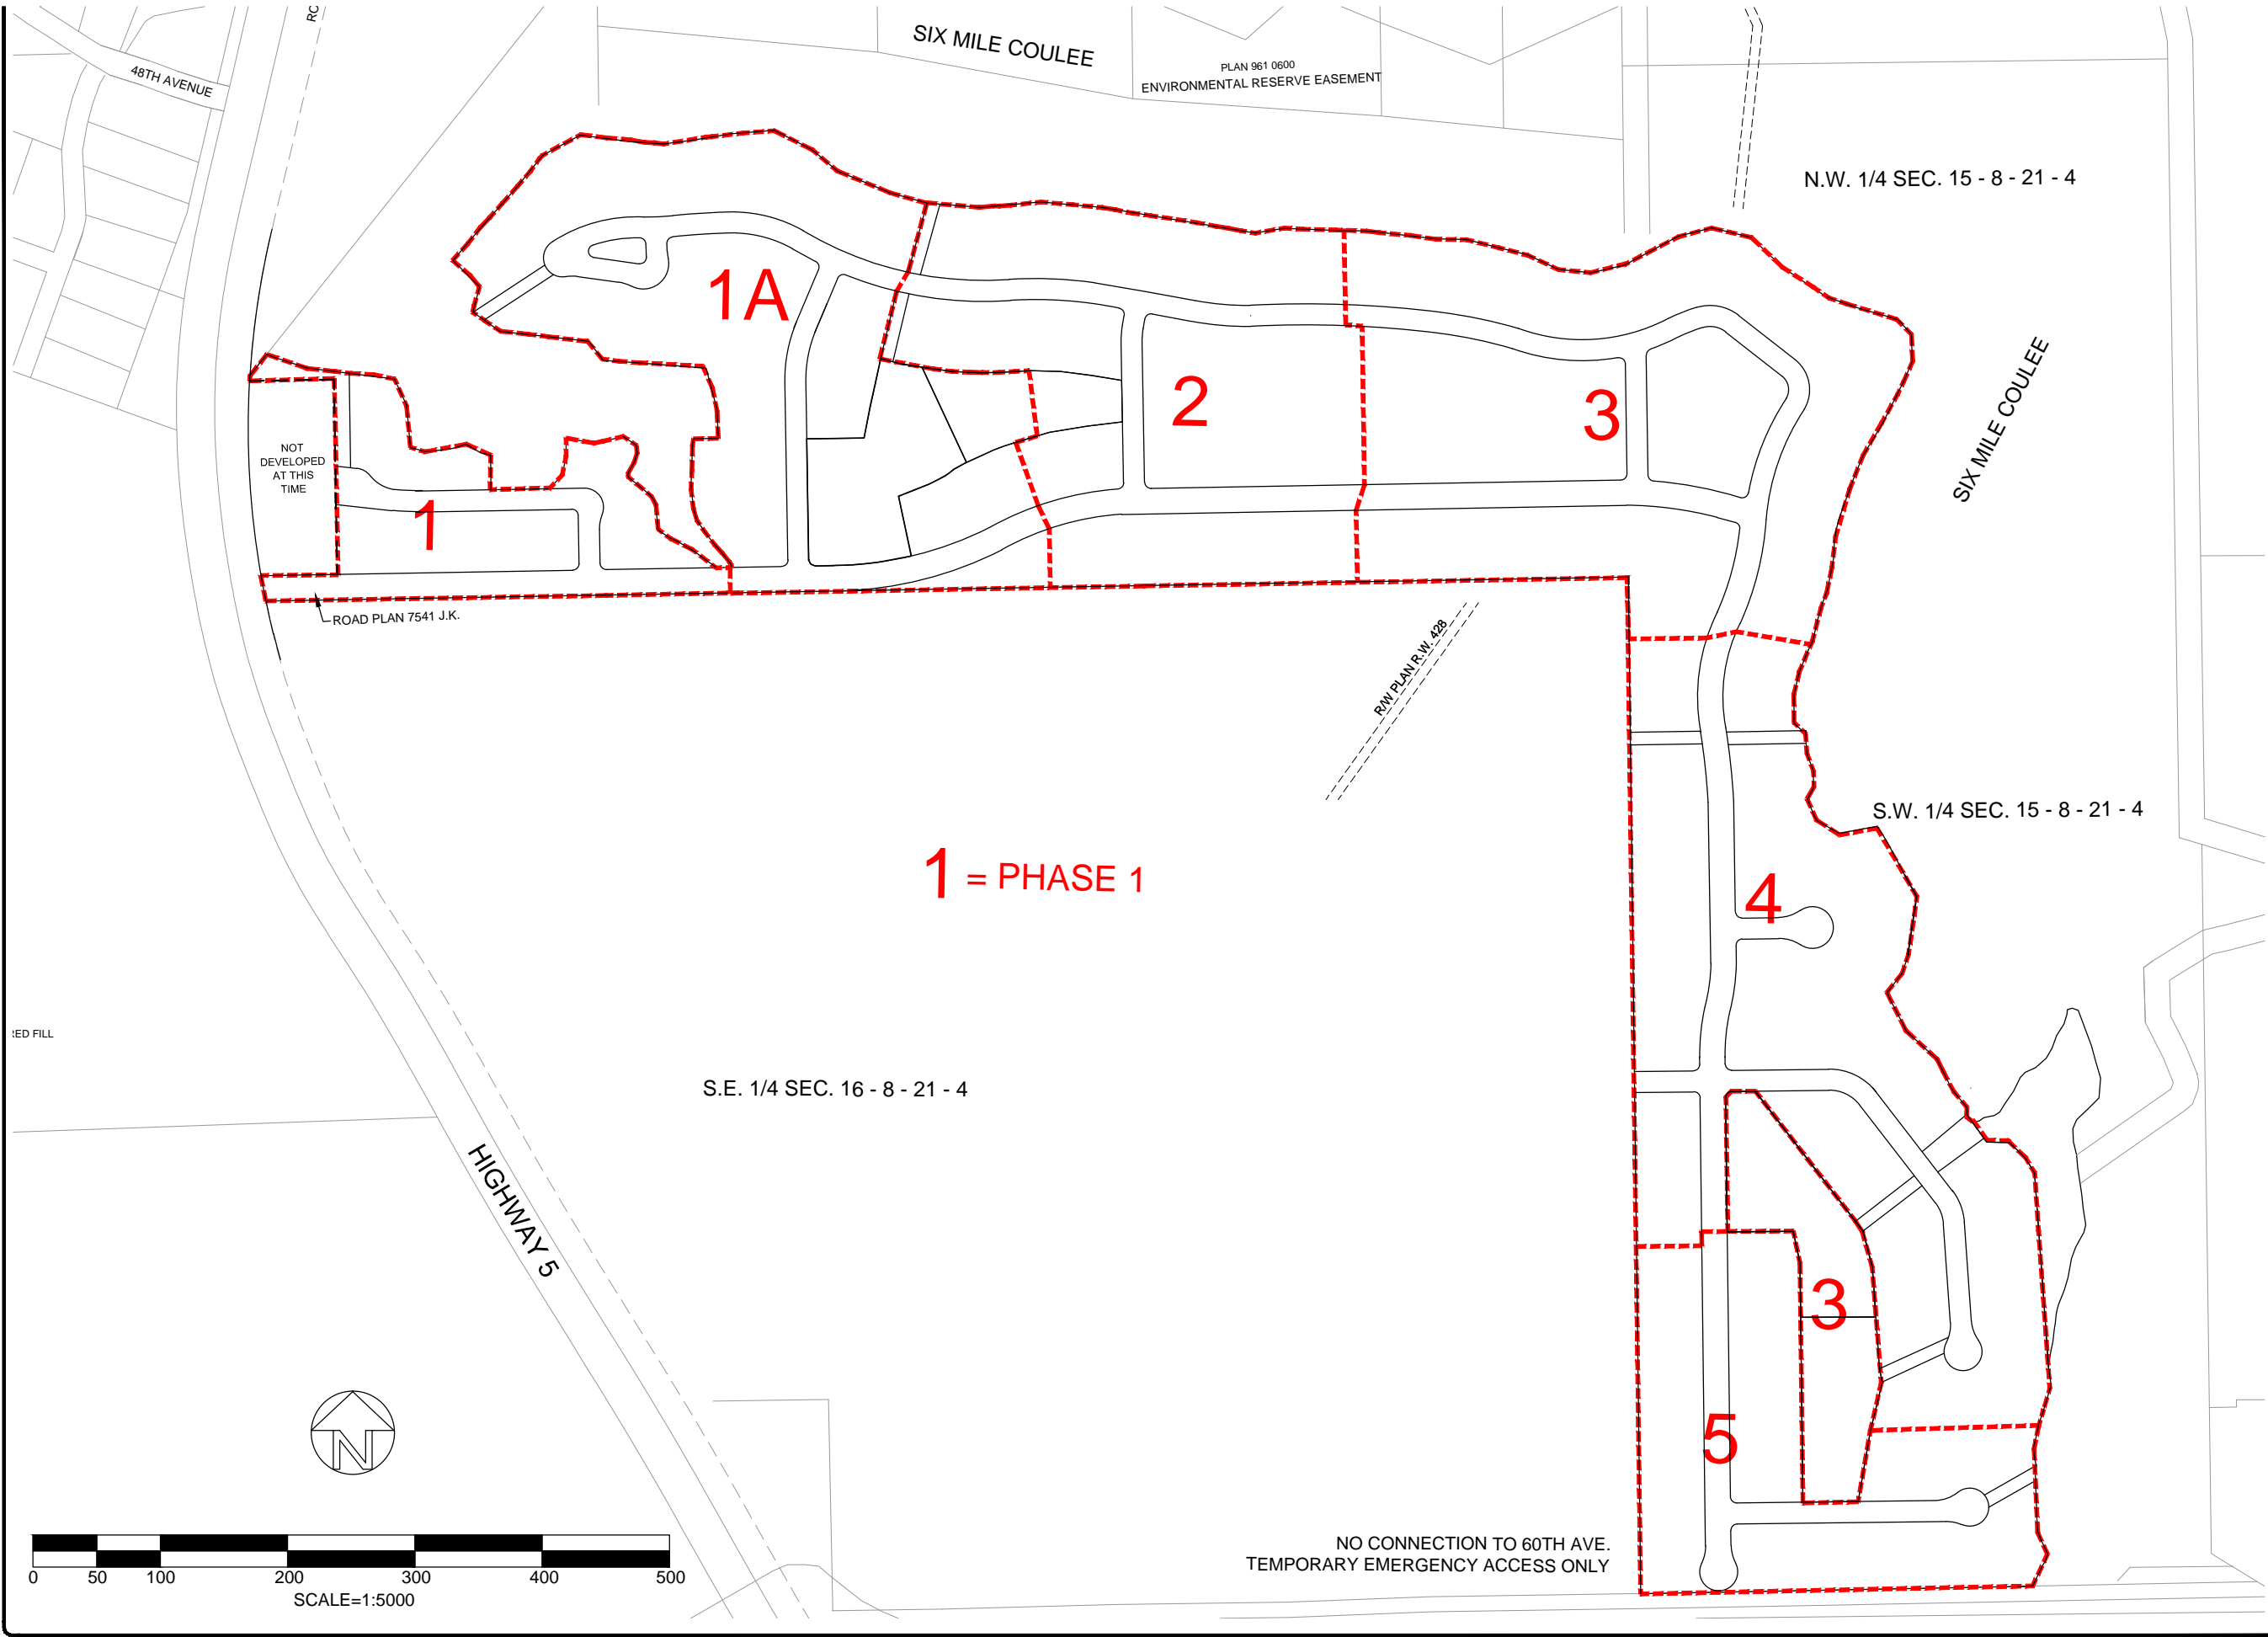 RO
48TH AVENUE
SIX MILE COULEE
PLAN 961 0600
ENVIRONMENTAL RESERVE EASEMENT
N.W. 1/4 SEC. 15 - 8 - 21 - 4
1A
2
3
SIX MILE COULEE
NOT
DEVELOPED
AT THIS
TIME
1
ROAD PLAN 7541 J.K.
R/W PLAN R.W. 428
S.W. 1/4 SEC. 15 - 8 - 21 - 4
1 = PHASE 1
4
RED FILL
S.E. 1/4 SEC. 16 - 8 - 21 - 4
HIGHWAY 5
3
5
N
NO CONNECTION TO 60TH AVE.
TEMPORARY EMERGENCY ACCESS ONLY
0 50 100 200 300 400 500
SCALE=1:5000